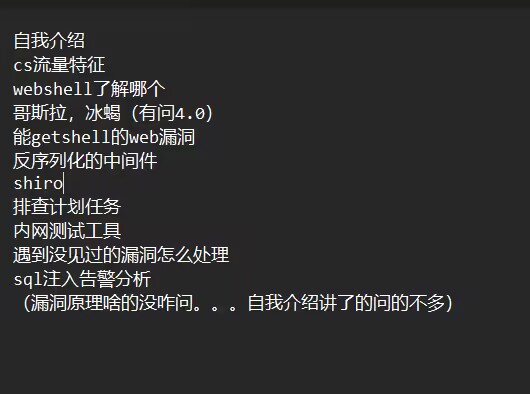 自我介绍
cs流量特征
webshell了解哪个
哥斯拉，冰蝎（有问4.0）
能getshell的web漏洞
反序列化的中间件
shiro
排查计划任务
内网测试工具
遇到没见过的漏洞怎么处理
sql注入告警分析
（漏洞原理啥的没咋问。。。自我介绍讲了的问的不多）